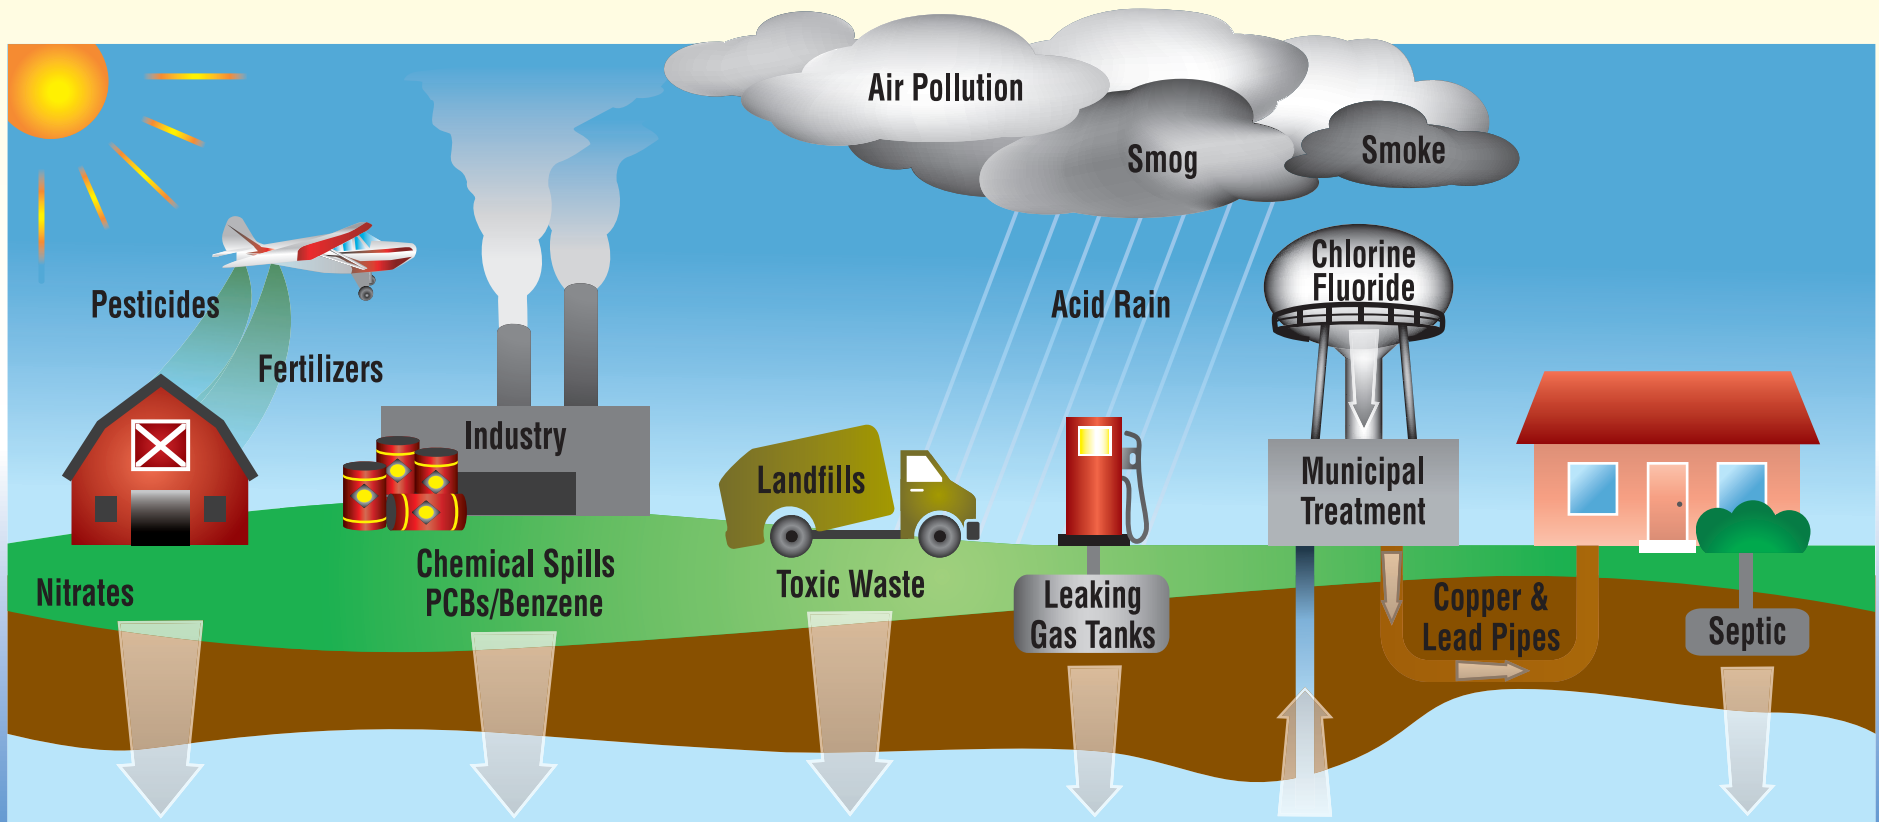 Air Pollution
Smog
Smoke
Chlorine
Fluoride
Pesticides
Acid Rain
Fertilizers
Industry
Landfills
Municipal
Treatment
Nitrates
Chemical Spills
PCBs/Benzene
Toxic Waste
Leaking
Gas Tanks
Copper &
Lead Pipes
Septic